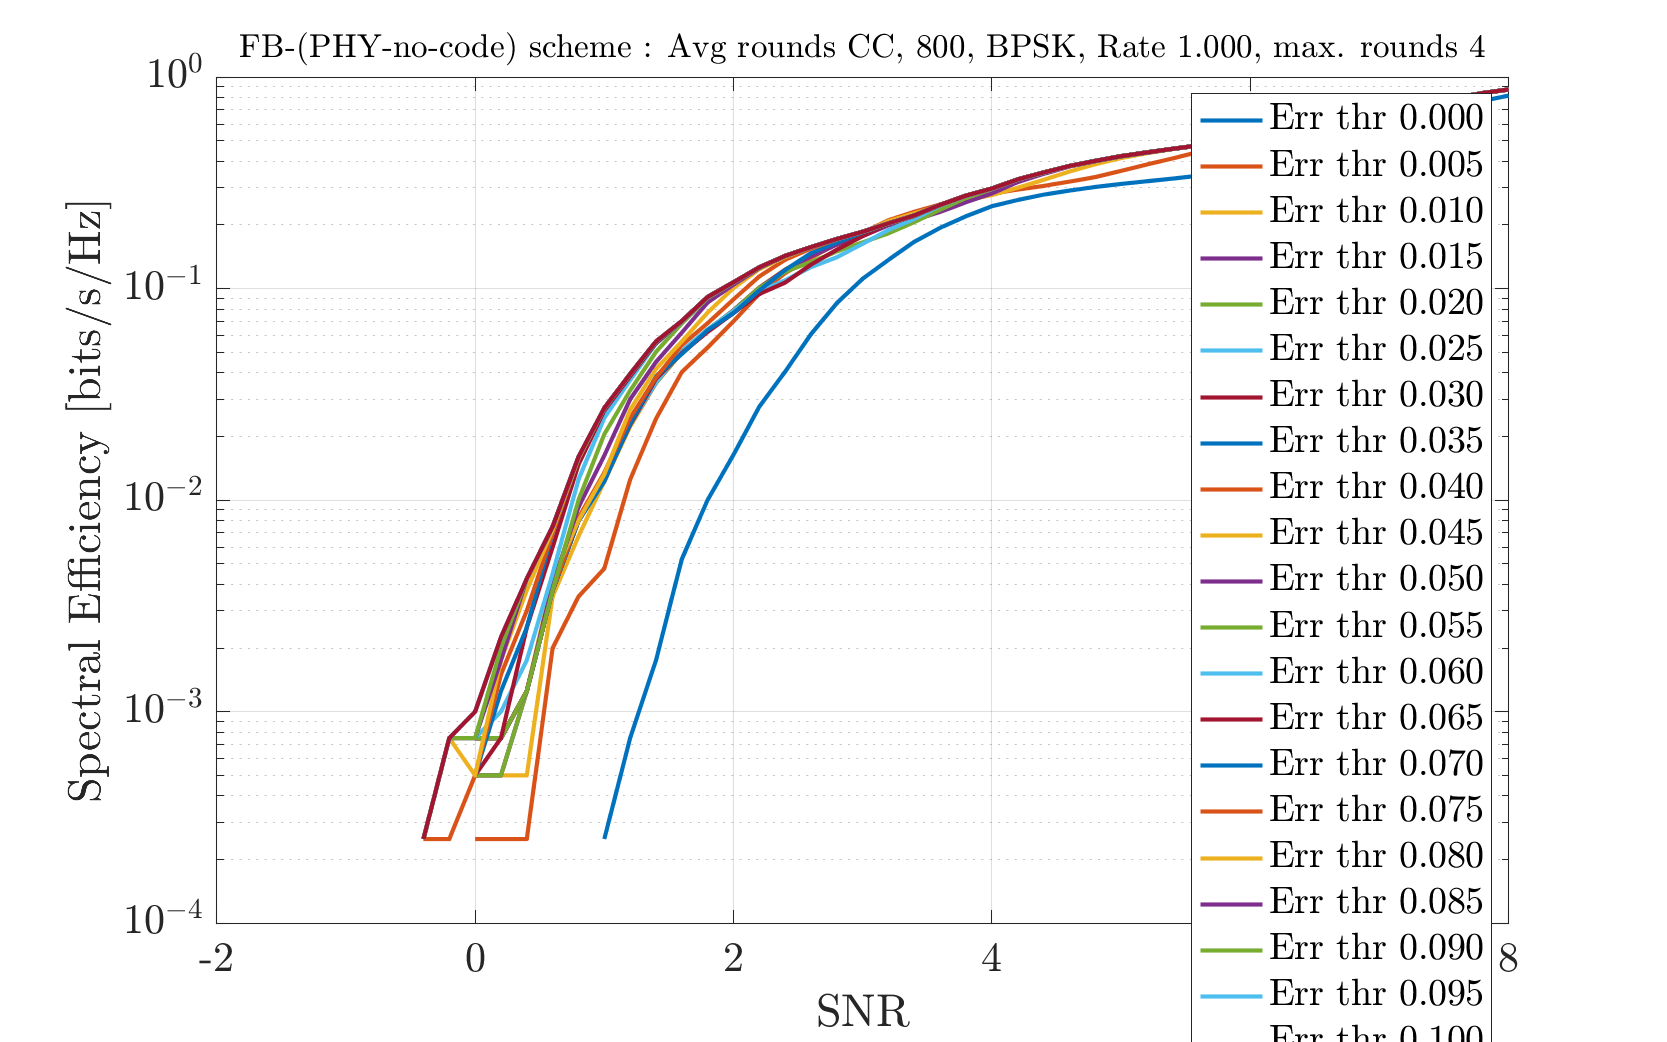 FB-(PHY-no-code) scheme : Avg rounds CC, 800, BPSK, Rate 1.000, max. rounds 4
10^0
10^-1
10^-2
10^-3
10^-4
Spectral Efficiency [bits/s/Hz]
-2 0 2 4 8
SNR
Err thr 0.000
Err thr 0.005
Err thr 0.010
Err thr 0.015
Err thr 0.020
Err thr 0.025
Err thr 0.030
Err thr 0.035
Err thr 0.040
Err thr 0.045
Err thr 0.050
Err thr 0.055
Err thr 0.060
Err thr 0.065
Err thr 0.070
Err thr 0.075
Err thr 0.080
Err thr 0.085
Err thr 0.090
Err thr 0.095
Err thr 0.100